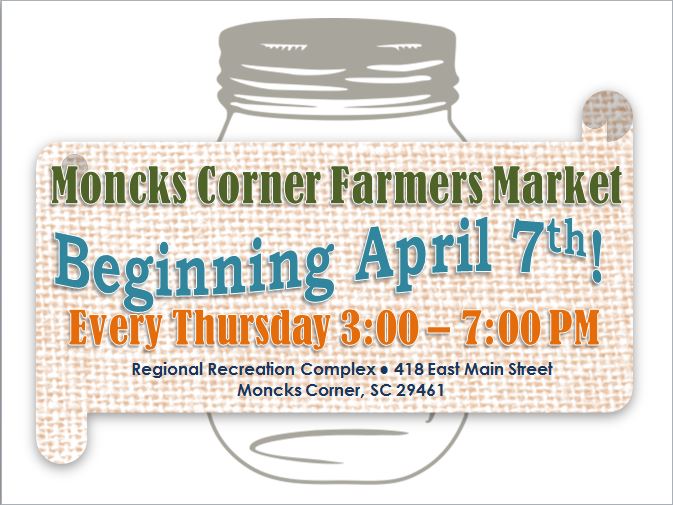 Moncks Corner Farmers Market
Beginning April 7th!
Every Thursday 3:00 – 7:00 PM
Regional Recreation Complex ● 418 East Main Street
Moncks Corner, SC 29461